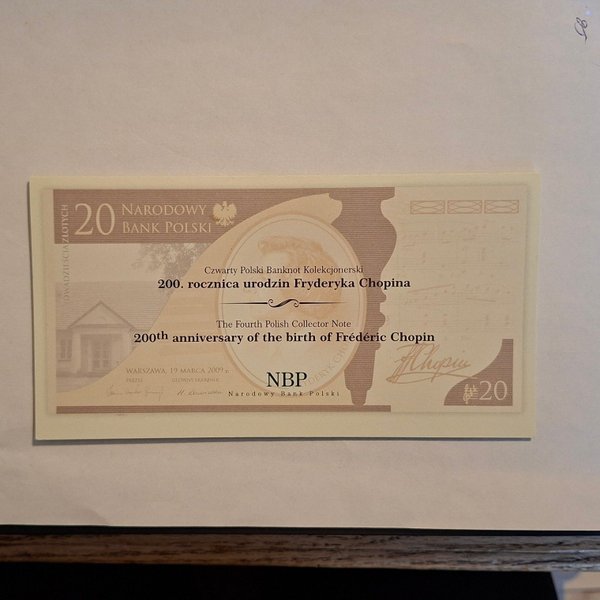 20 NARODOWY
BANK POLSKI
DWADZIEŚCIA ZŁOTYCH
Czwarty Polski Banknot Kolekcjonerski
200. rocznica urodzin Fryderyka Chopina
The Fourth Polish Collector Note
200th anniversary of the birth of Frédéric Chopin
WARSZAWA, 19 MARCA 2009 r.
PREZES GŁÓWNY SKARBNIK
NBP
Narodowy Bank Polski
FFChopin
20